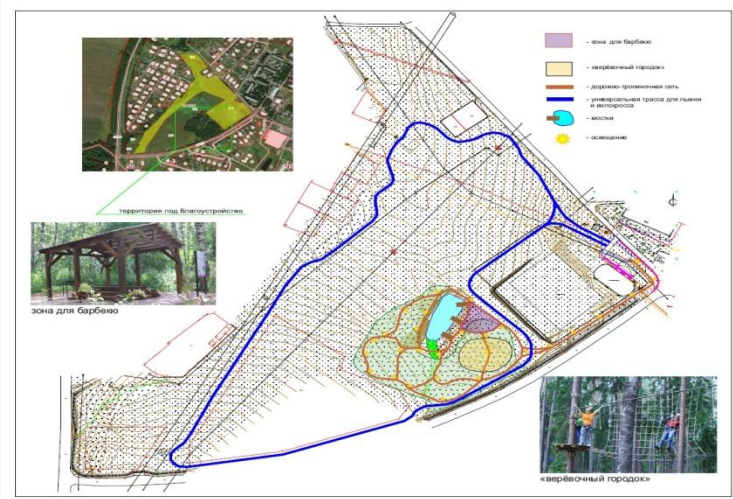 - зона для барбекю
- «верёвочный городок»
- дорожно-тропиночная сеть
- универсальная трасса для лыжни
и велокросса
- мостки
- освещение
территория под благоустройство
зона для барбекю
«верёвочный городок»